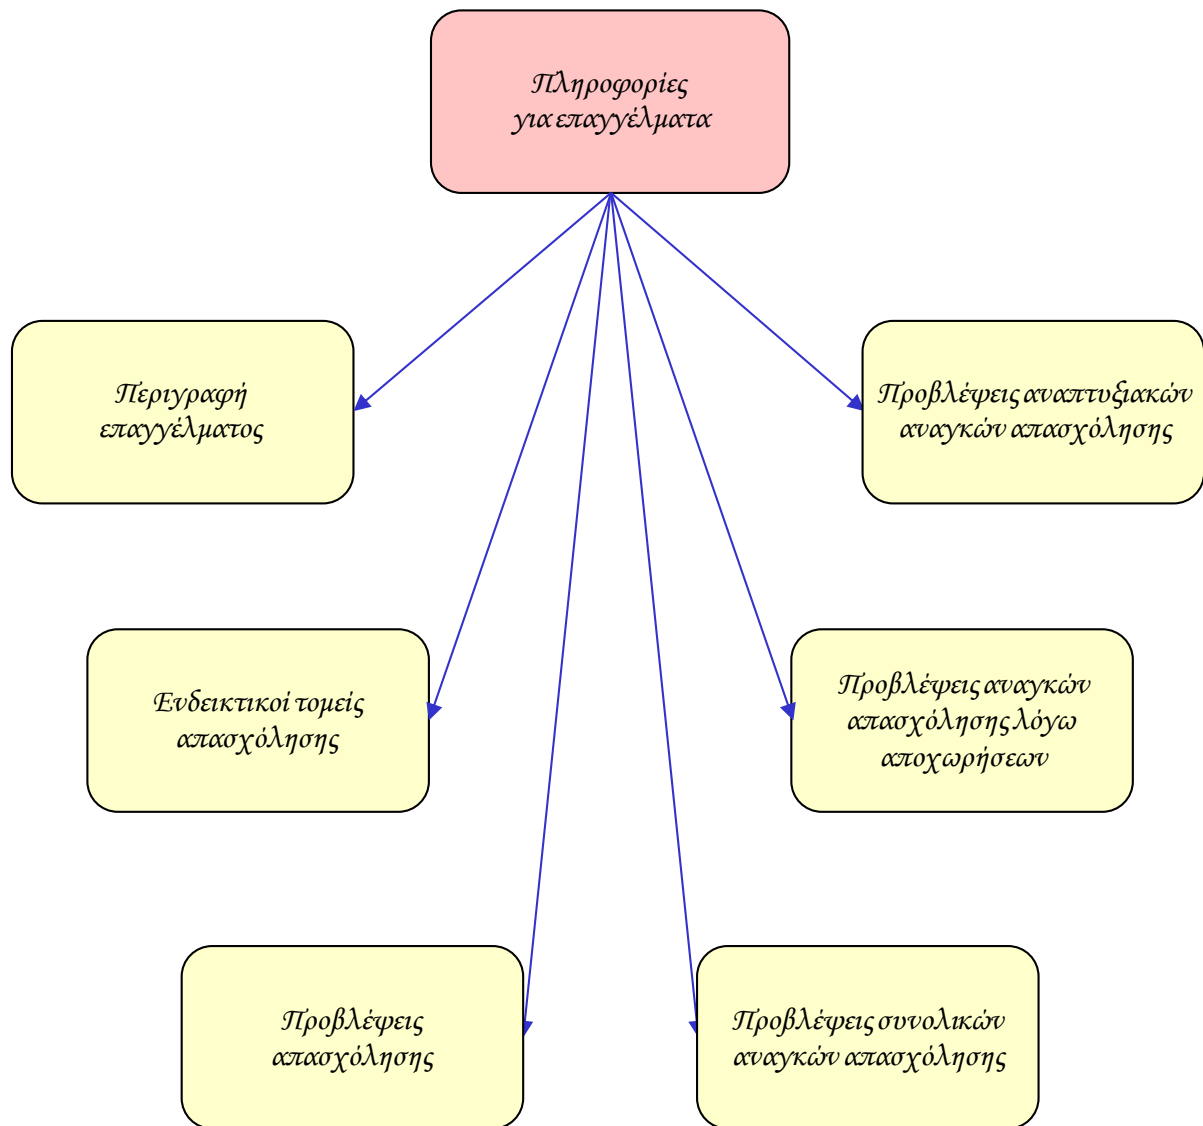 Πληροφορίες
για επαγγέλματα
Περιγραφή
επαγγέλματος
Προβλέψεις αναπτυξιακών
αναγκών απασχόλησης
Ενδεικτικοί τομείς
απασχόλησης
Προβλέψεις αναγκών
απασχόλησης λόγω
αποχωρήσεων
Προβλέψεις
απασχόλησης
Προβλέψεις συνολικών
αναγκών απασχόλησης